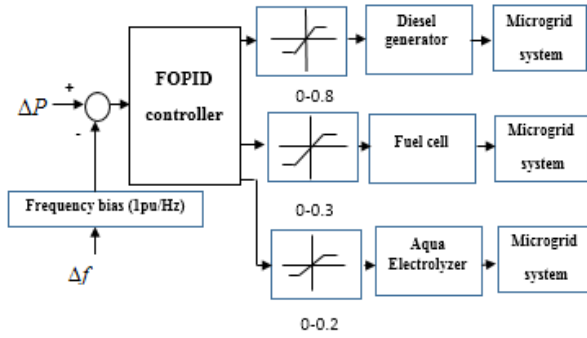 Diesel
generator
Microgrid
system
FOPID
controller
0-0.8
ΔP
+
-
Fuel cell
Microgrid
system
0-0.3
Frequency bias (1pu/Hz)
Δf
Aqua
Electrolyzer
Microgrid
system
0-0.2